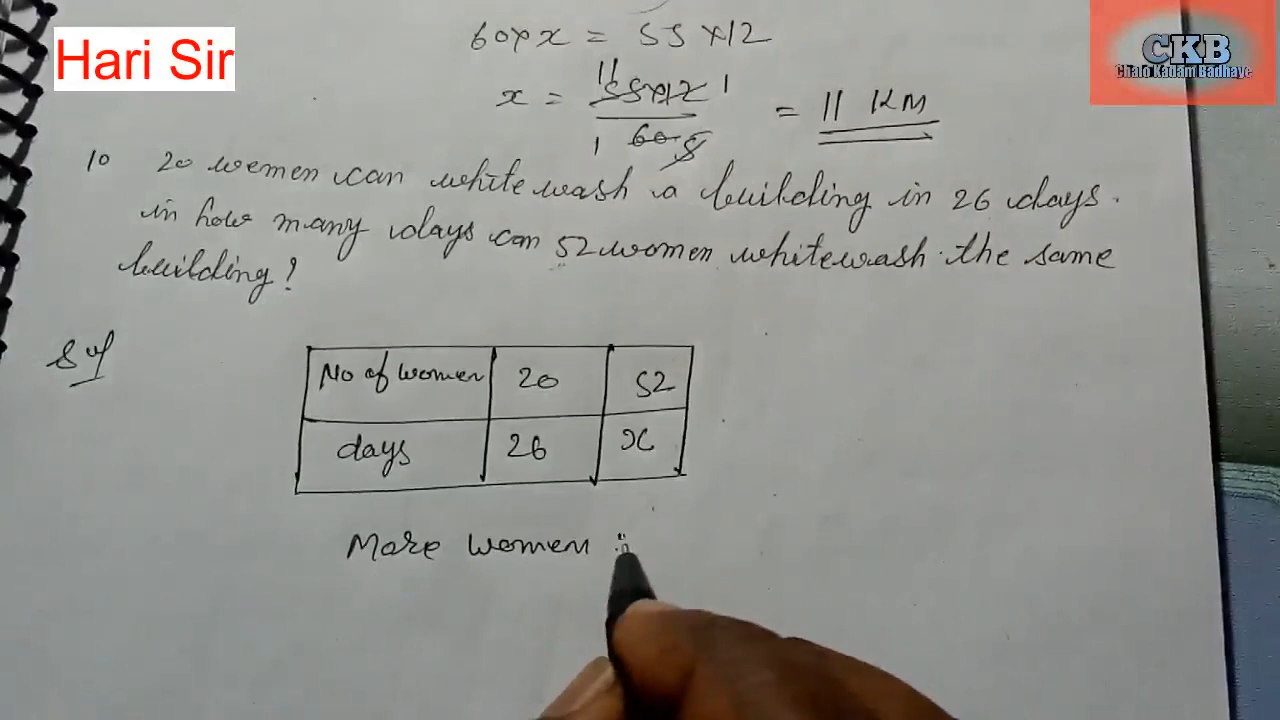 Hari Sir
CKB
Chalo Kadam Badhaye
60×x = 55×12
x = 55×12 / 60 = 11 KM
10 20 women can whitewash a building in 26 days.
in how many days can 52 women whitewash the same
building?
Sol
No of women 20 52
days 26 x
More women